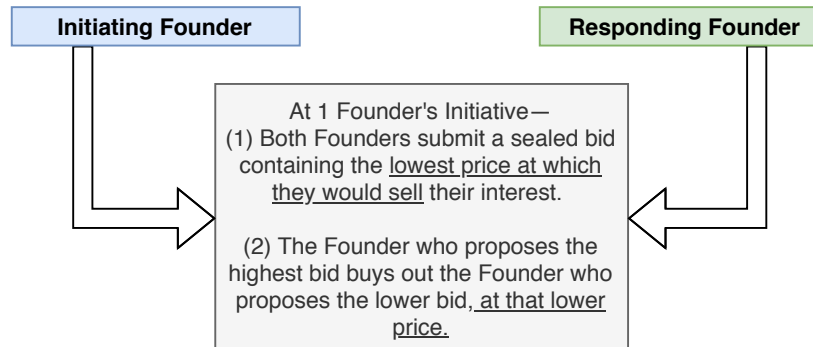 Initiating Founder
Responding Founder
At 1 Founder's Initiative—
(1) Both Founders submit a sealed bid
containing the lowest price at which
they would sell their interest.
(2) The Founder who proposes the
highest bid buys out the Founder who
proposes the lower bid, at that lower
price.